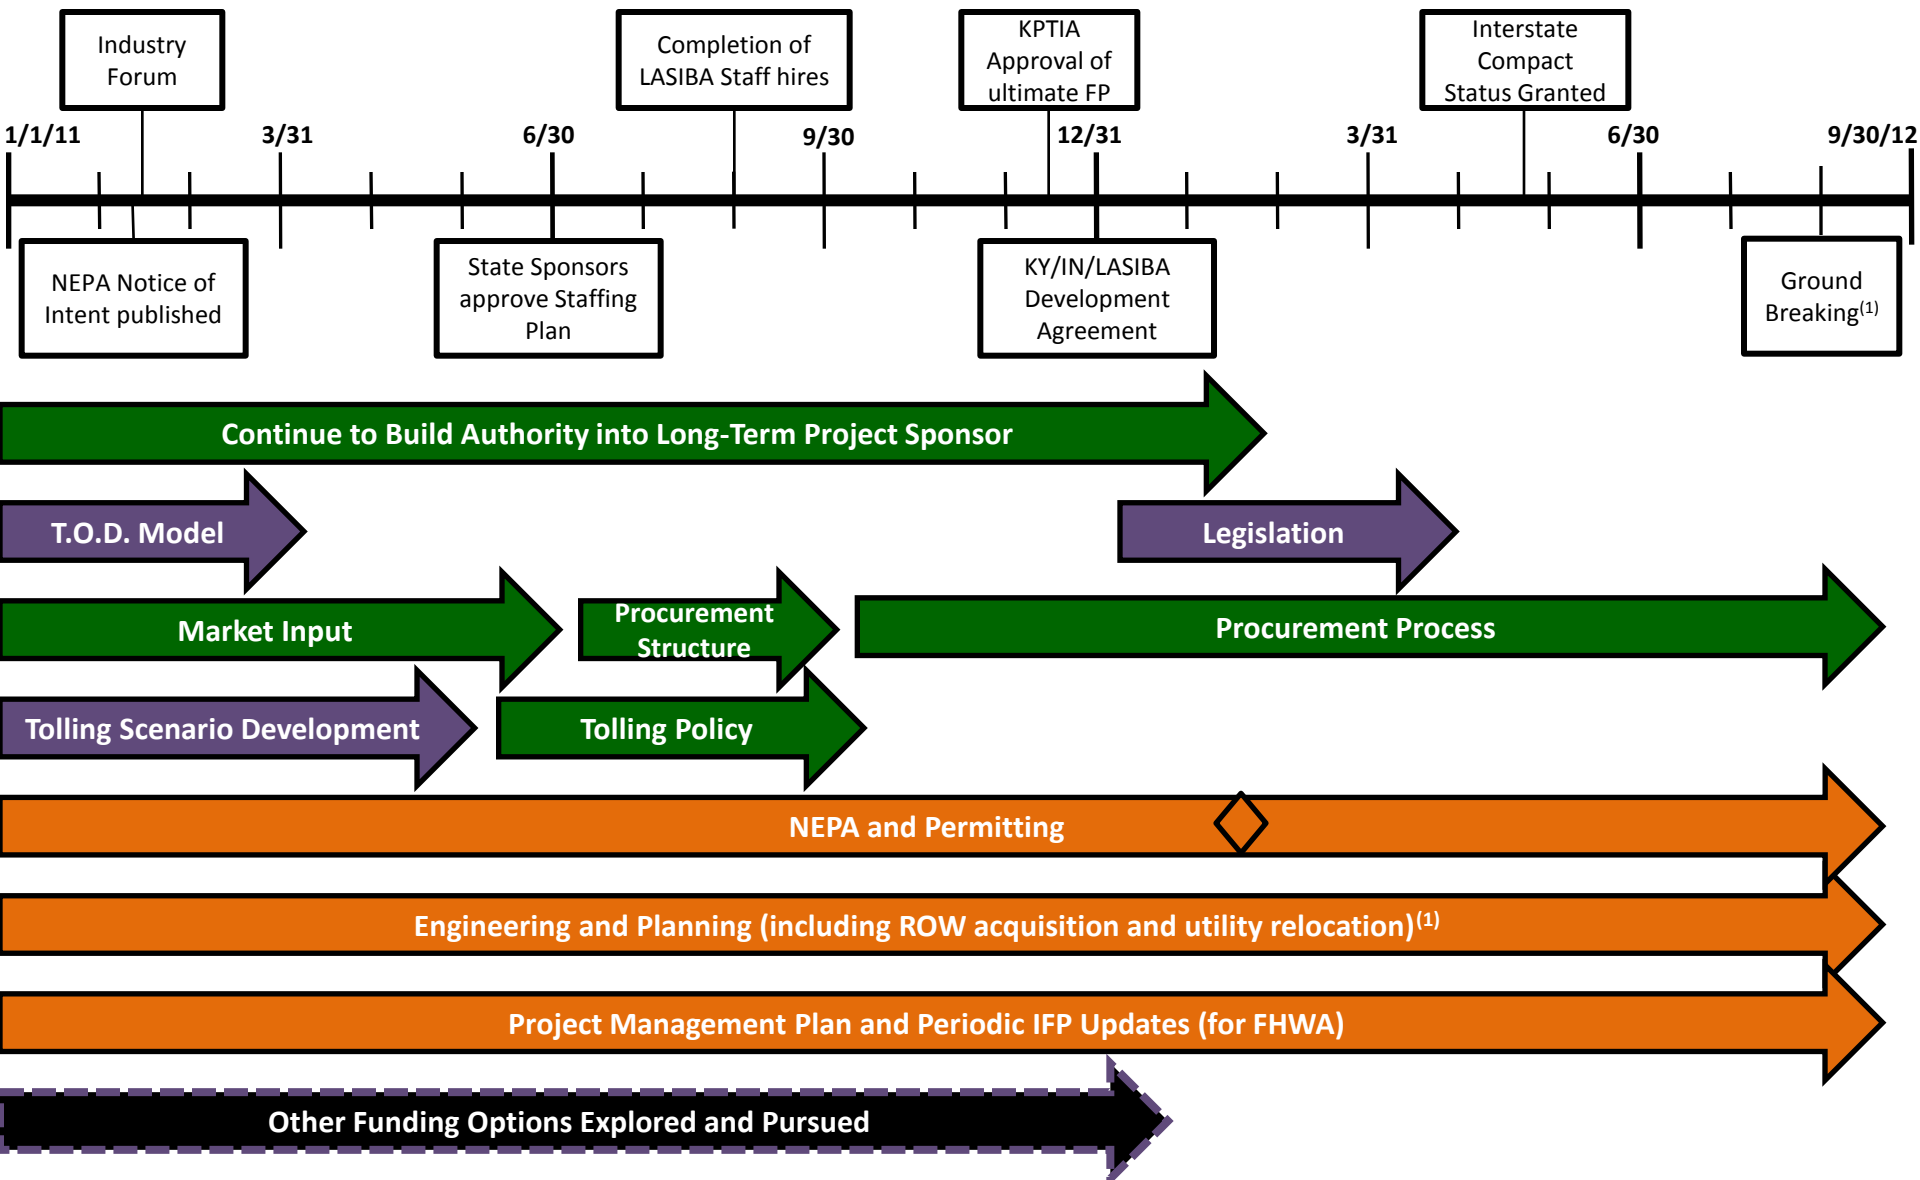 Industry
Forum
Completion of
LASIBA Staff hires
KPTIA
Approval of
ultimate FP
Interstate
Compact
Status Granted
1/1/11
3/31
6/30
9/30
12/31
3/31
6/30
9/30/12
NEPA Notice of
Intent published
State Sponsors
approve Staffing
Plan
KY/IN/LASIBA
Development
Agreement
Ground
Breaking(1)
Continue to Build Authority into Long-Term Project Sponsor
T.O.D. Model
Legislation
Market Input
Procurement
Structure
Procurement Process
Tolling Scenario Development
Tolling Policy
NEPA and Permitting
Engineering and Planning (including ROW acquisition and utility relocation)(1)
Project Management Plan and Periodic IFP Updates (for FHWA)
Other Funding Options Explored and Pursued